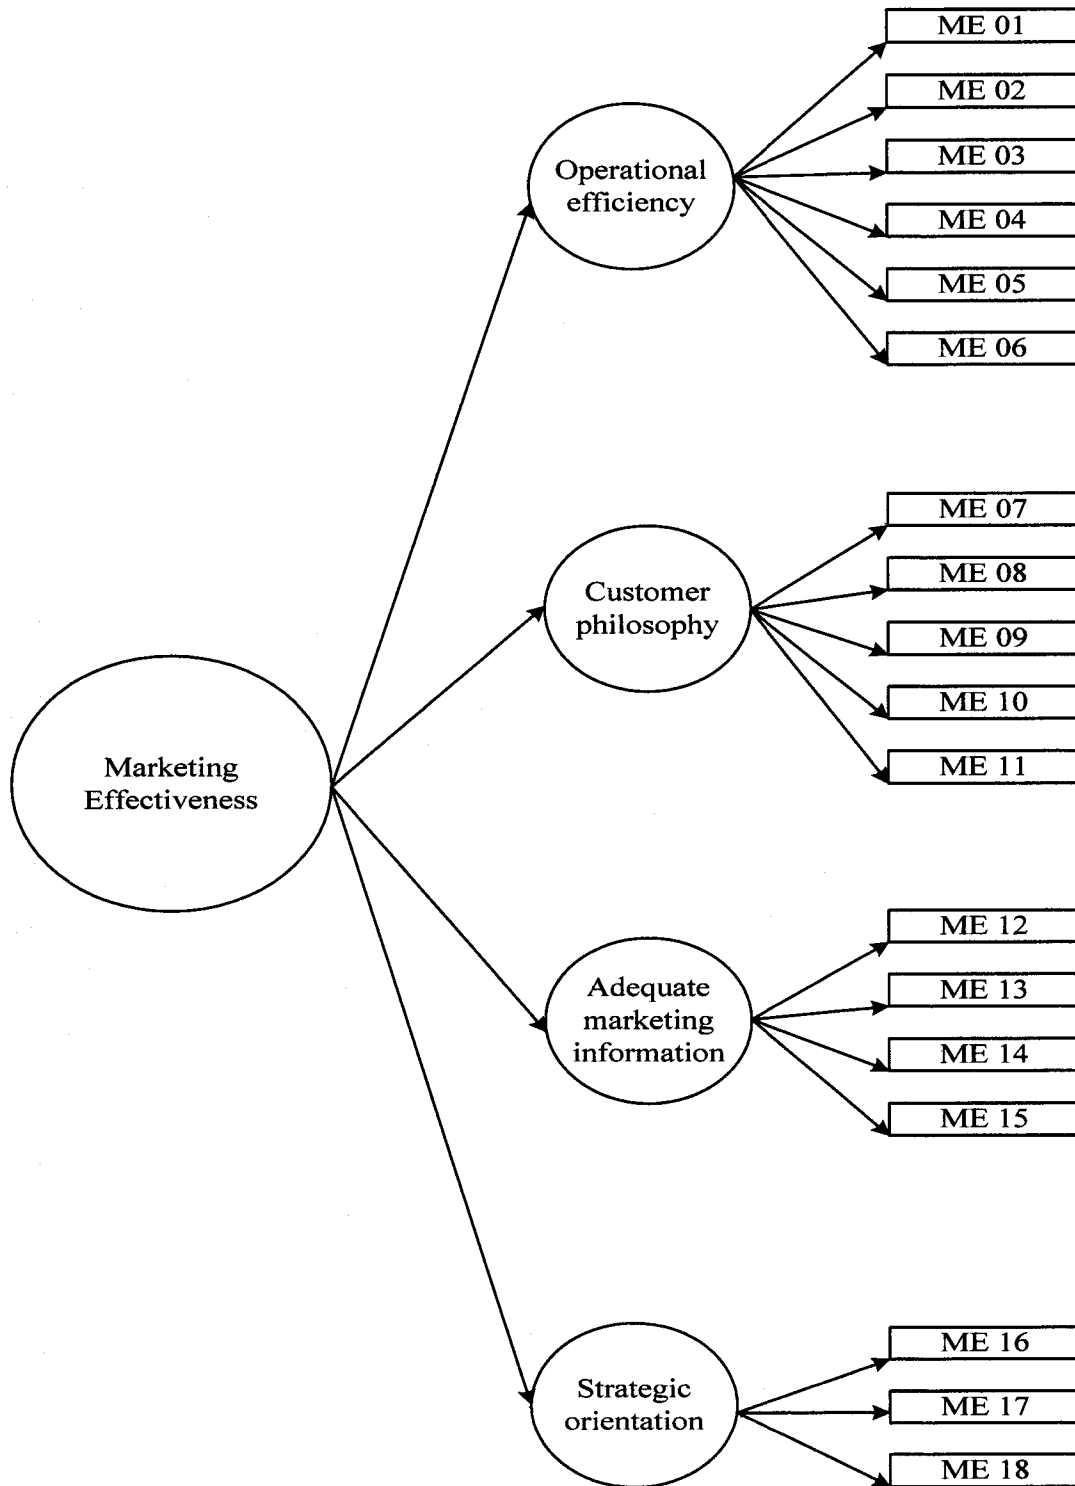 ME 01
ME 02
ME 03
ME 04
ME 05
ME 06
Operational
efficiency
ME 07
ME 08
ME 09
ME 10
ME 11
Customer
philosophy
Marketing
Effectiveness
ME 12
ME 13
ME 14
ME 15
Adequate
marketing
information
ME 16
ME 17
ME 18
Strategic
orientation